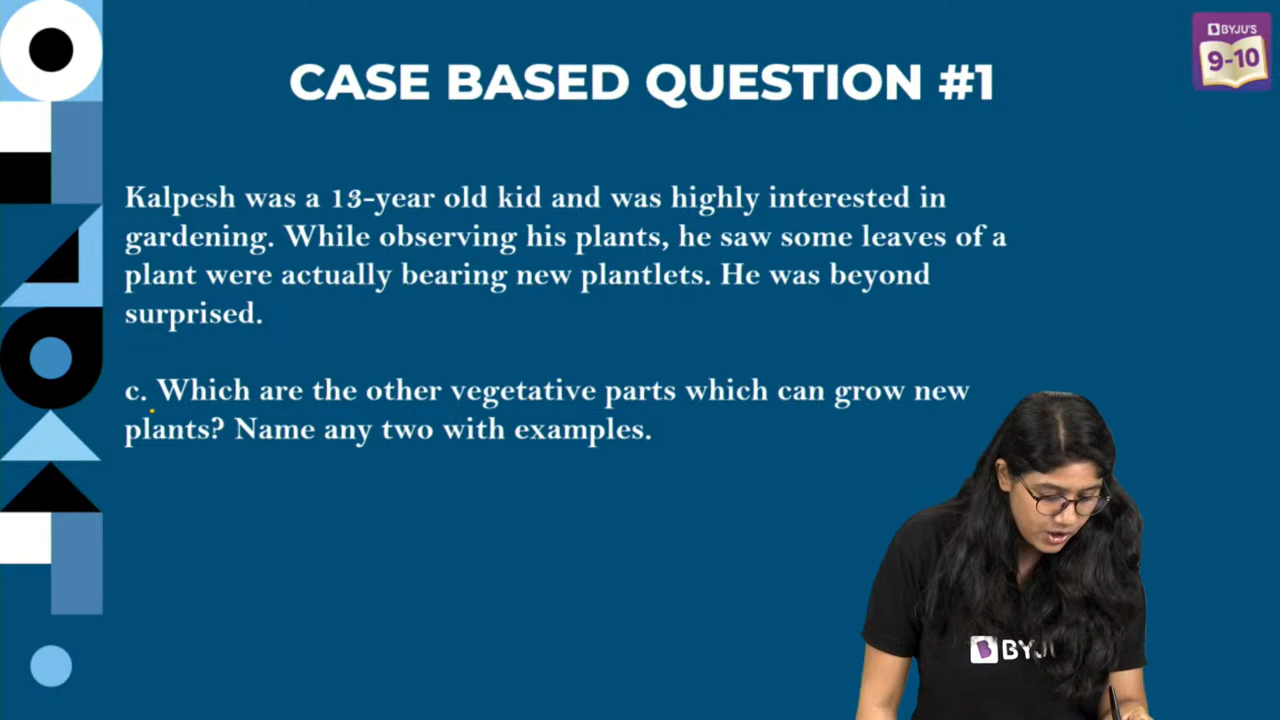 BYJU'S
9-10
CASE BASED QUESTION #1
Kalpesh was a 13-year old kid and was highly interested in
gardening. While observing his plants, he saw some leaves of a
plant were actually bearing new plantlets. He was beyond
surprised.
c. Which are the other vegetative parts which can grow new
plants? Name any two with examples.